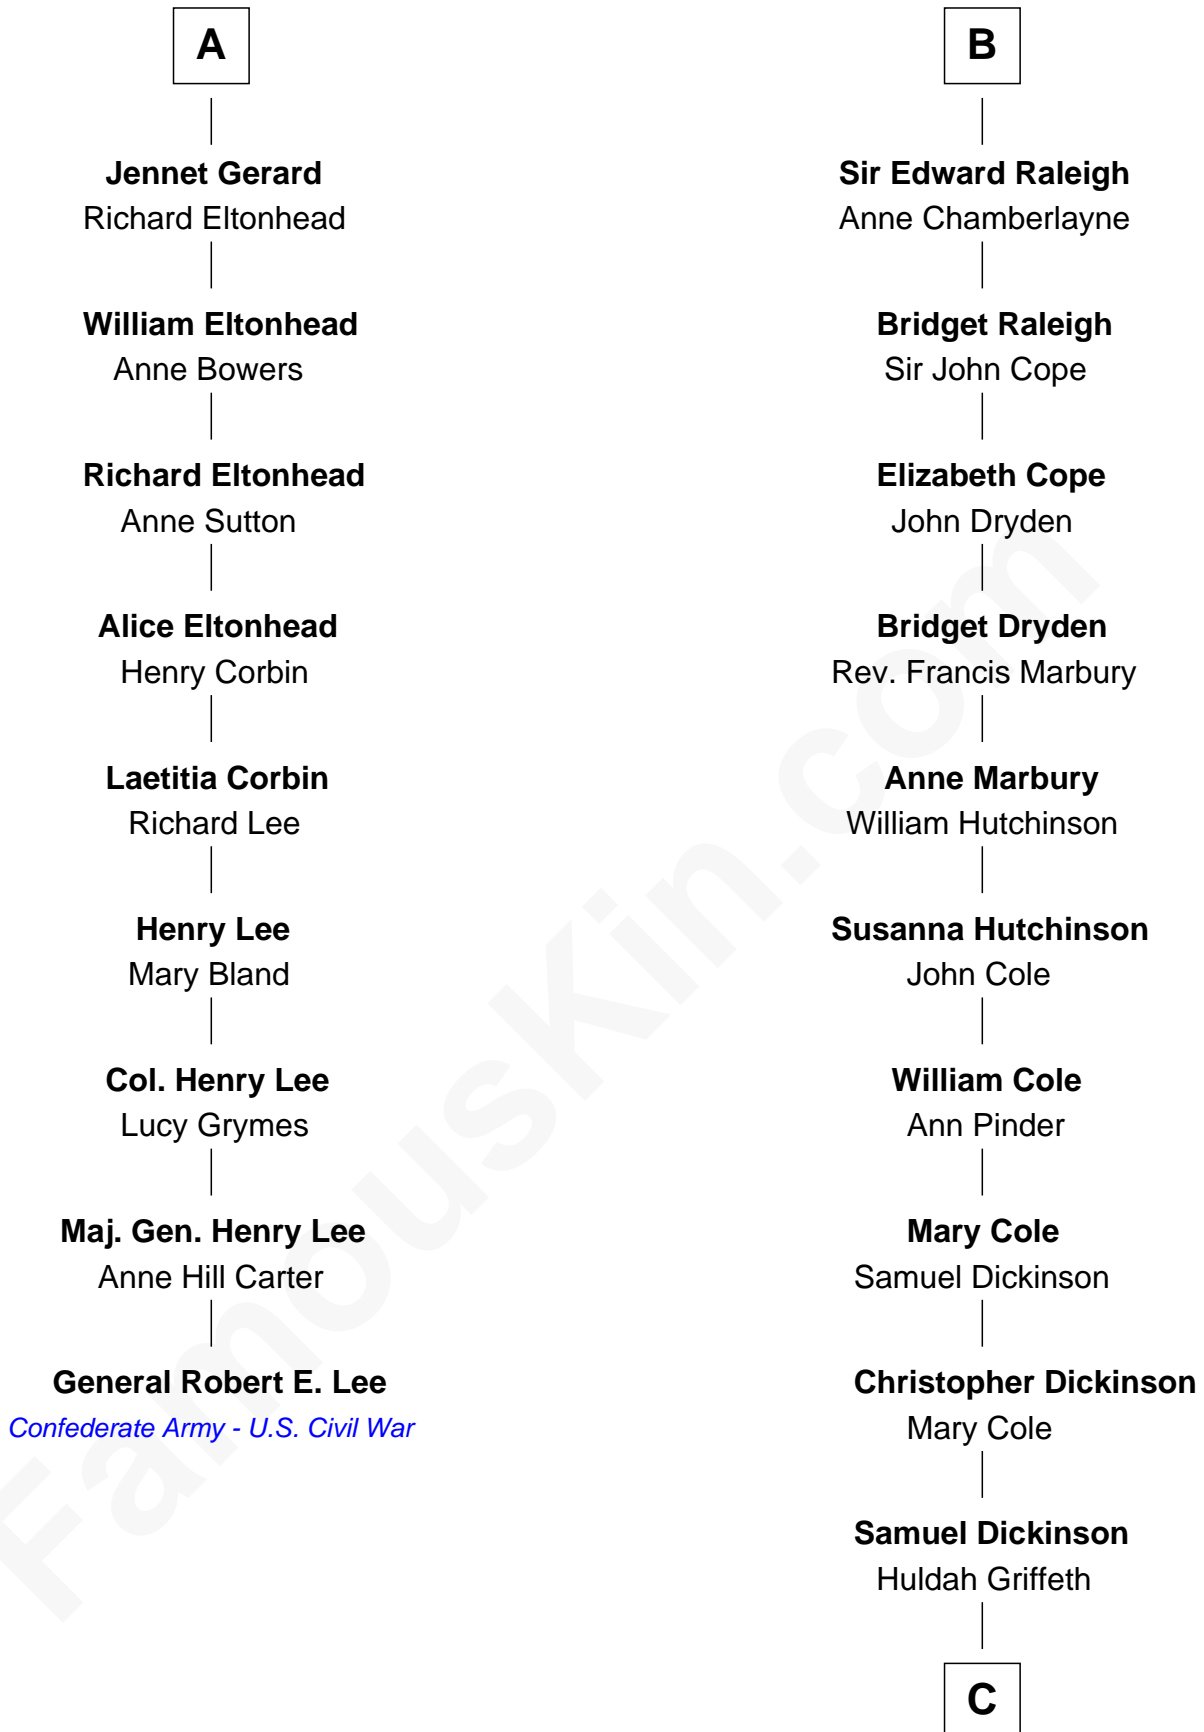 A
Jennet Gerard
Richard Eltonhead
William Eltonhead
Anne Bowers
Richard Eltonhead
Anne Sutton
Alice Eltonhead
Henry Corbin
Laetitia Corbin
Richard Lee
Henry Lee
Mary Bland
Col. Henry Lee
Lucy Grymes
Maj. Gen. Henry Lee
Anne Hill Carter
General Robert E. Lee
Confederate Army - U.S. Civil War
B
Sir Edward Raleigh
Anne Chamberlayne
Bridget Raleigh
Sir John Cope
Elizabeth Cope
John Dryden
Bridget Dryden
Rev. Francis Marbury
Anne Marbury
William Hutchinson
Susanna Hutchinson
John Cole
William Cole
Ann Pinder
Mary Cole
Samuel Dickinson
Christopher Dickinson
Mary Cole
Samuel Dickinson
Huldah Griffeth
C
FamousKin.com